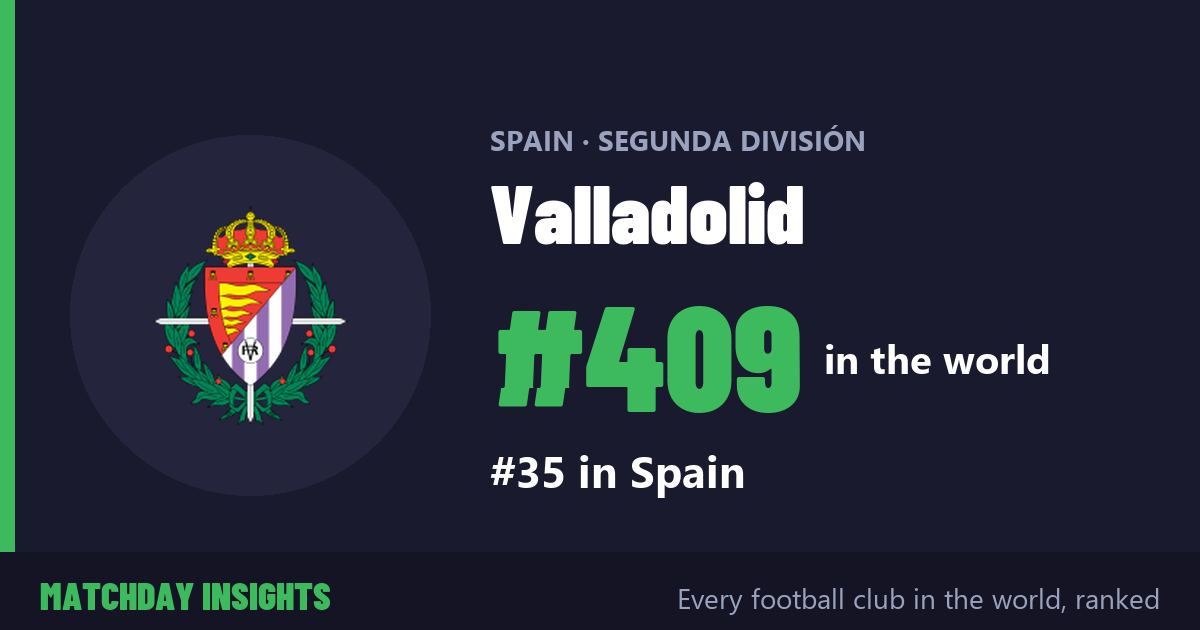 SPAIN · SEGUNDA DIVISIÓN
Valladolid
#409 in the world
#35 in Spain
MATCHDAY INSIGHTS
Every football club in the world, ranked